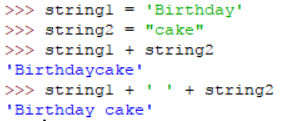 >>> string1 = 'Birthday'
>>> string2 = "cake"
>>> string1 + string2
'Birthdaycake'
>>> string1 + ' ' + string2
'Birthday cake'